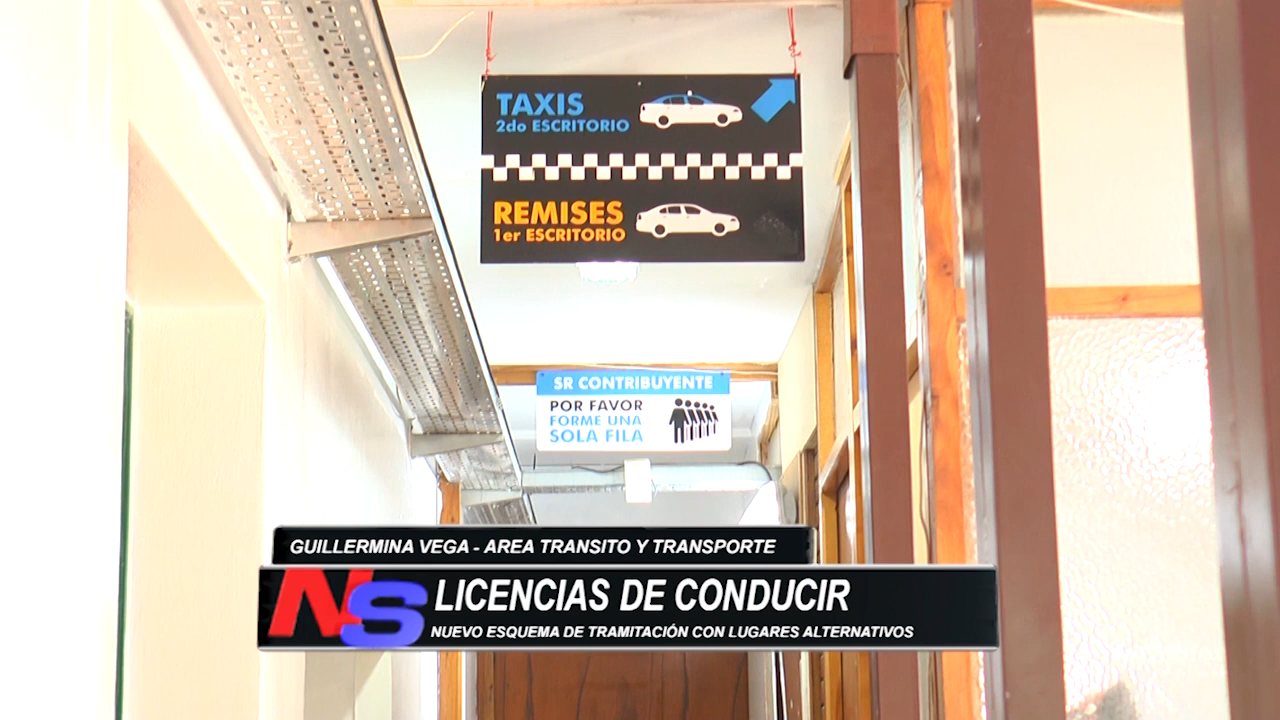 TAXIS
2do ESCRITORIO
REMISES
1er ESCRITORIO
SR CONTRIBUYENTE
POR FAVOR
FORME UNA
SOLA FILA
GUILLERMINA VEGA - AREA TRANSITO Y TRANSPORTE
NS LICENCIAS DE CONDUCIR
NUEVO ESQUEMA DE TRAMITACIÓN CON LUGARES ALTERNATIVOS